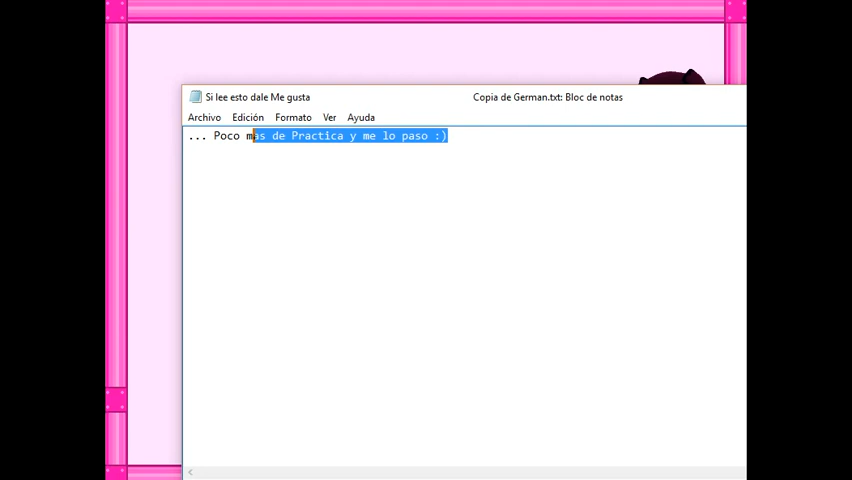 Si lee esto dale Me gusta Copia de German.txt: Bloc de notas
Archivo Edición Formato Ver Ayuda
... Poco mas de Practica y me lo paso :)